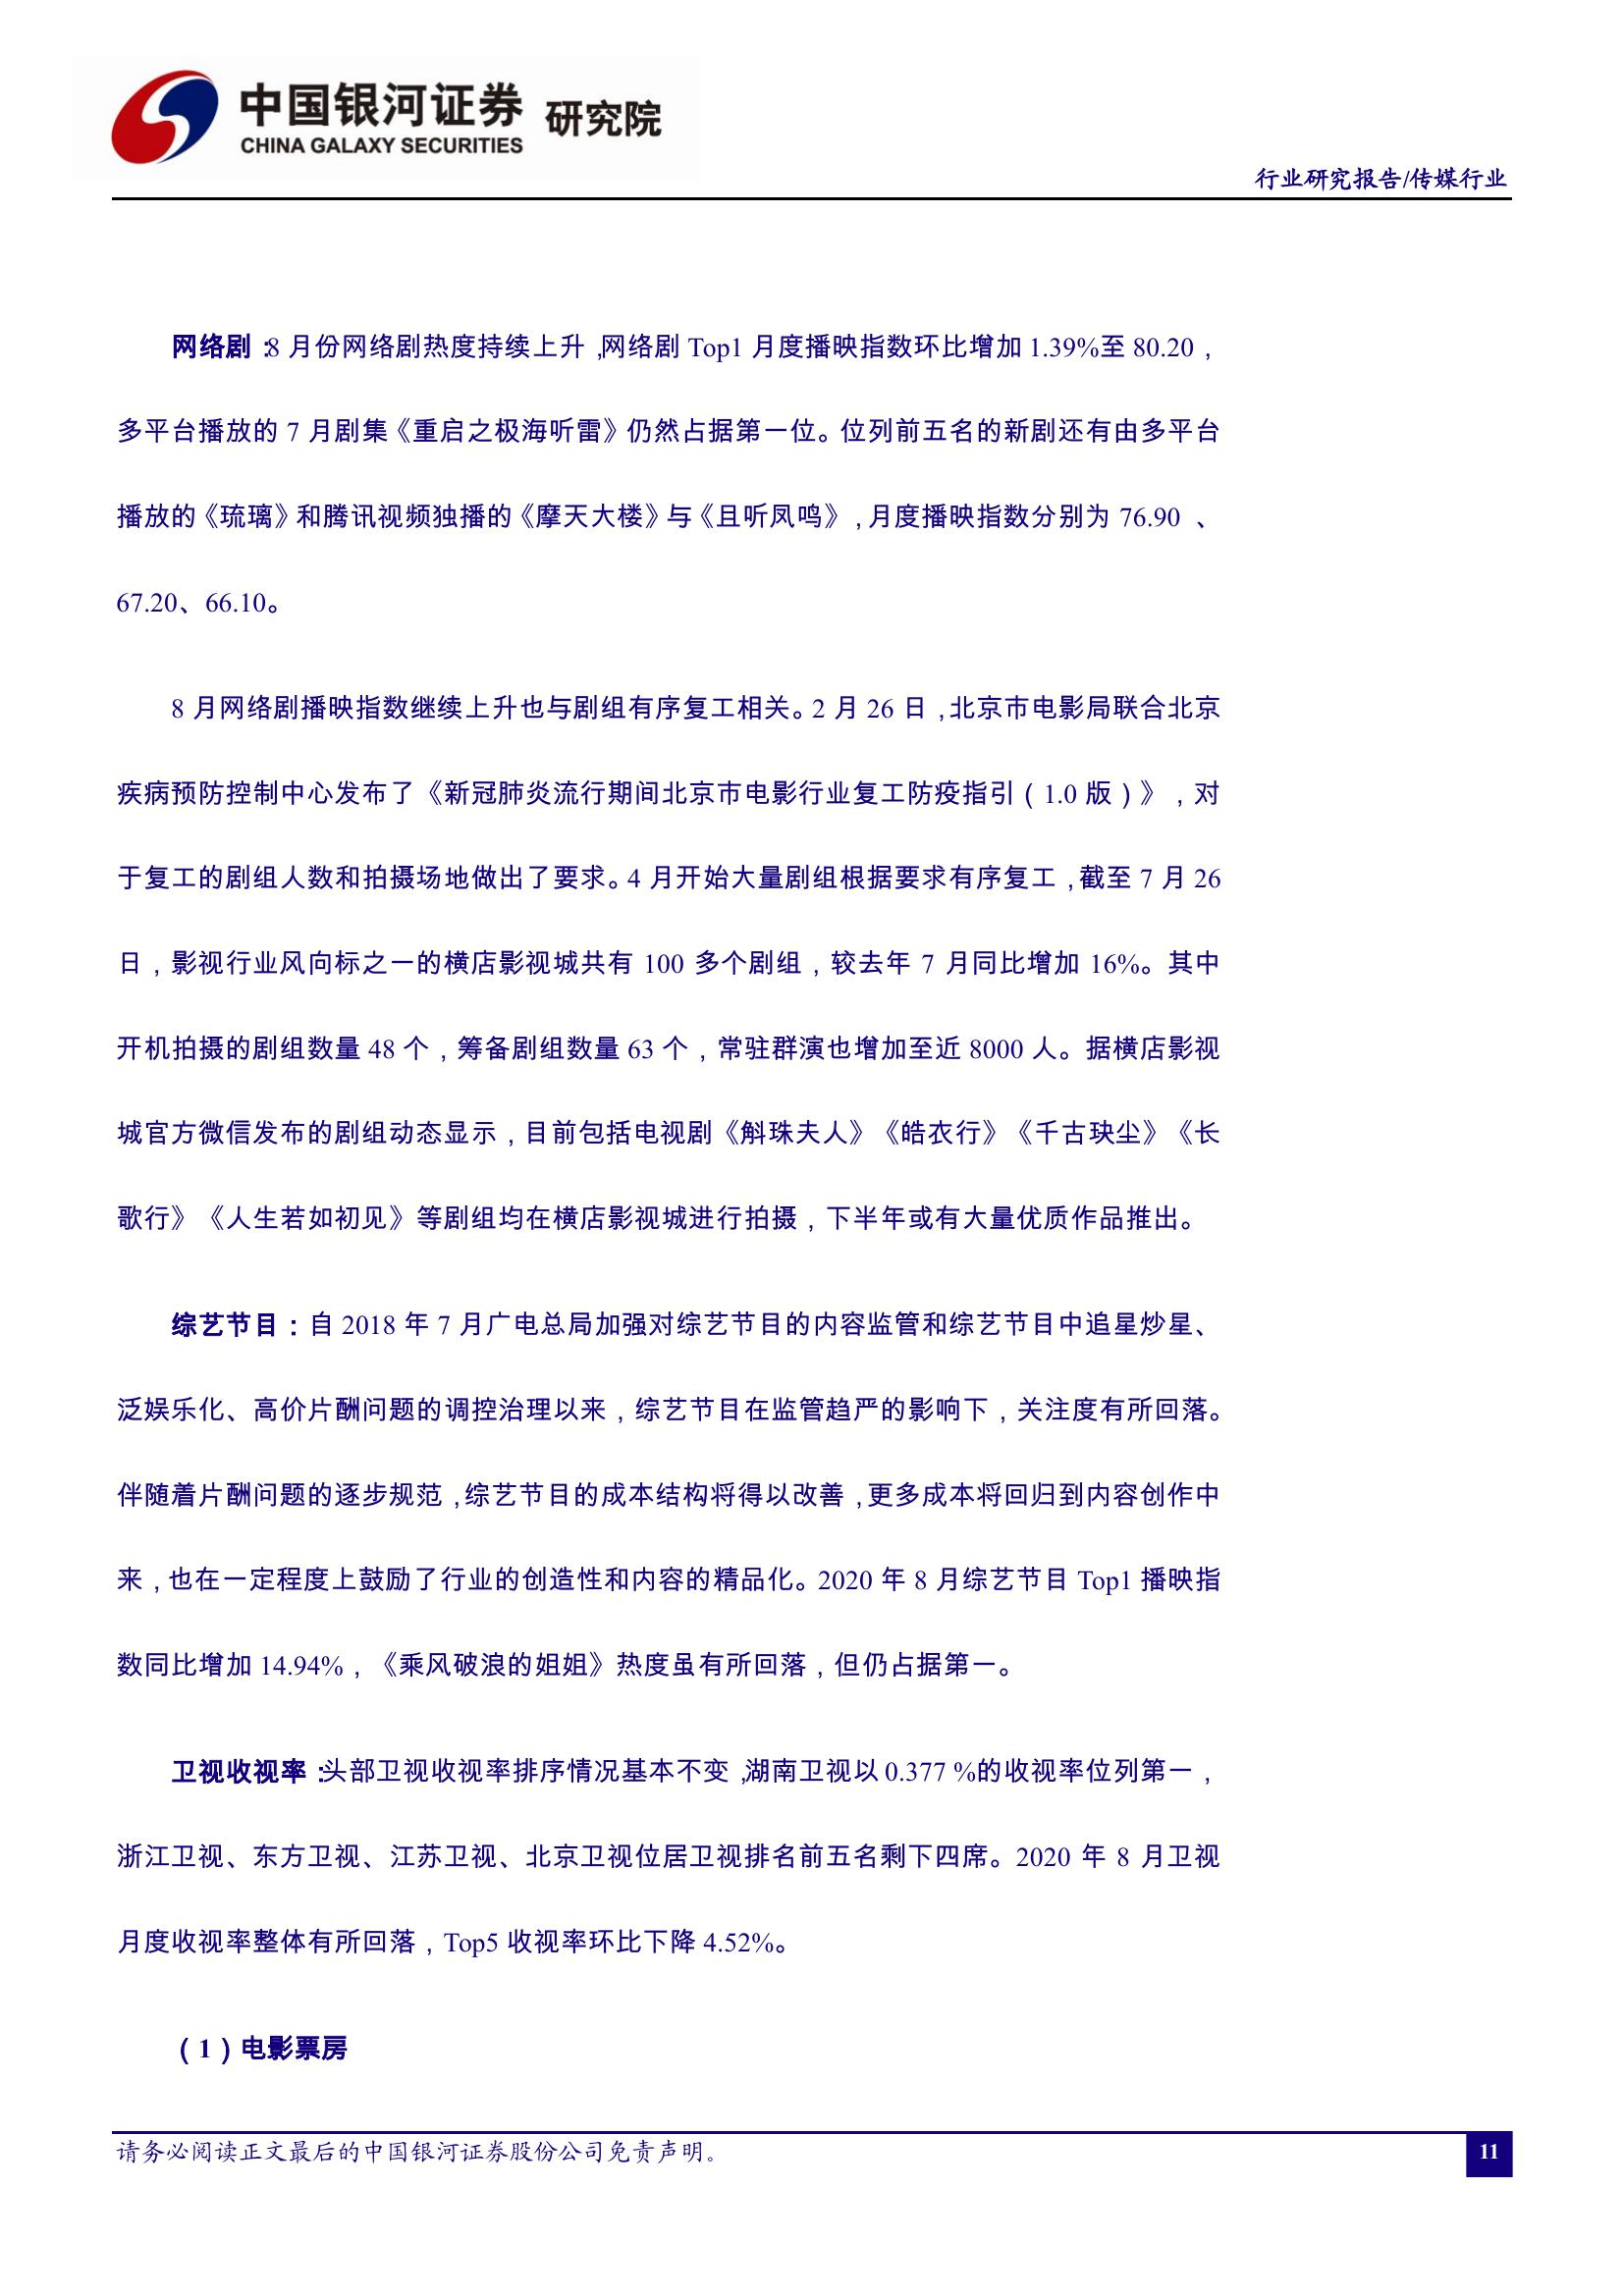 中国银河证券 研究院
CHINA GALAXY SECURITIES
行业研究报告/传媒行业
网络剧：8 月份网络剧热度持续上升，网络剧 Top1 月度播映指数环比增加 1.39%至 80.20，
多平台播放的 7 月剧集《重启之极海听雷》仍然占据第一位。位列前五名的新剧还有由多平台
播放的《琉璃》和腾讯视频独播的《摩天大楼》与《且听凤鸣》，月度播映指数分别为 76.90 、
67.20、66.10。
8 月网络剧播映指数继续上升也与剧组有序复工相关。2 月 26 日，北京市电影局联合北京
疾病预防控制中心发布了《新冠肺炎流行期间北京市电影行业复工防疫指引（1.0 版）》，对
于复工的剧组人数和拍摄场地做出了要求。4 月开始大量剧组根据要求有序复工，截至 7 月 26
日，影视行业风向标之一的横店影视城共有 100 多个剧组，较去年 7 月同比增加 16%。其中
开机拍摄的剧组数量 48 个，筹备剧组数量 63 个，常驻群演也增加至近 8000 人。据横店影视
城官方微信发布的剧组动态显示，目前包括电视剧《斛珠夫人》《皓衣行》《千古玦尘》《长
歌行》《人生若如初见》等剧组均在横店影视城进行拍摄，下半年或有大量优质作品推出。
综艺节目：自 2018 年 7 月广电总局加强对综艺节目的内容监管和综艺节目中追星炒星、
泛娱乐化、高价片酬问题的调控治理以来，综艺节目在监管趋严的影响下，关注度有所回落。
伴随着片酬问题的逐步规范，综艺节目的成本结构将得以改善，更多成本将回归到内容创作中
来，也在一定程度上鼓励了行业的创造性和内容的精品化。2020 年 8 月综艺节目 Top1 播映指
数同比增加 14.94%，《乘风破浪的姐姐》热度虽有所回落，但仍占据第一。
卫视收视率：头部卫视收视率排序情况基本不变，湖南卫视以 0.377 %的收视率位列第一，
浙江卫视、东方卫视、江苏卫视、北京卫视位居卫视排名前五名剩下四席。2020 年 8 月卫视
月度收视率整体有所回落，Top5 收视率环比下降 4.52%。
（1）电影票房
请务必阅读正文最后的中国银河证券股份公司免责声明。
11